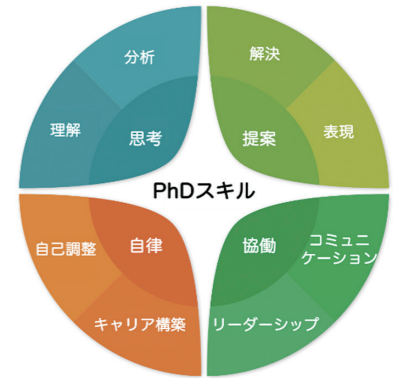 分析
解決
理解
思考
提案
表現
PhDスキル
自己調整
自律
協働
コミュニ
ケーション
キャリア構築
リーダーシップ